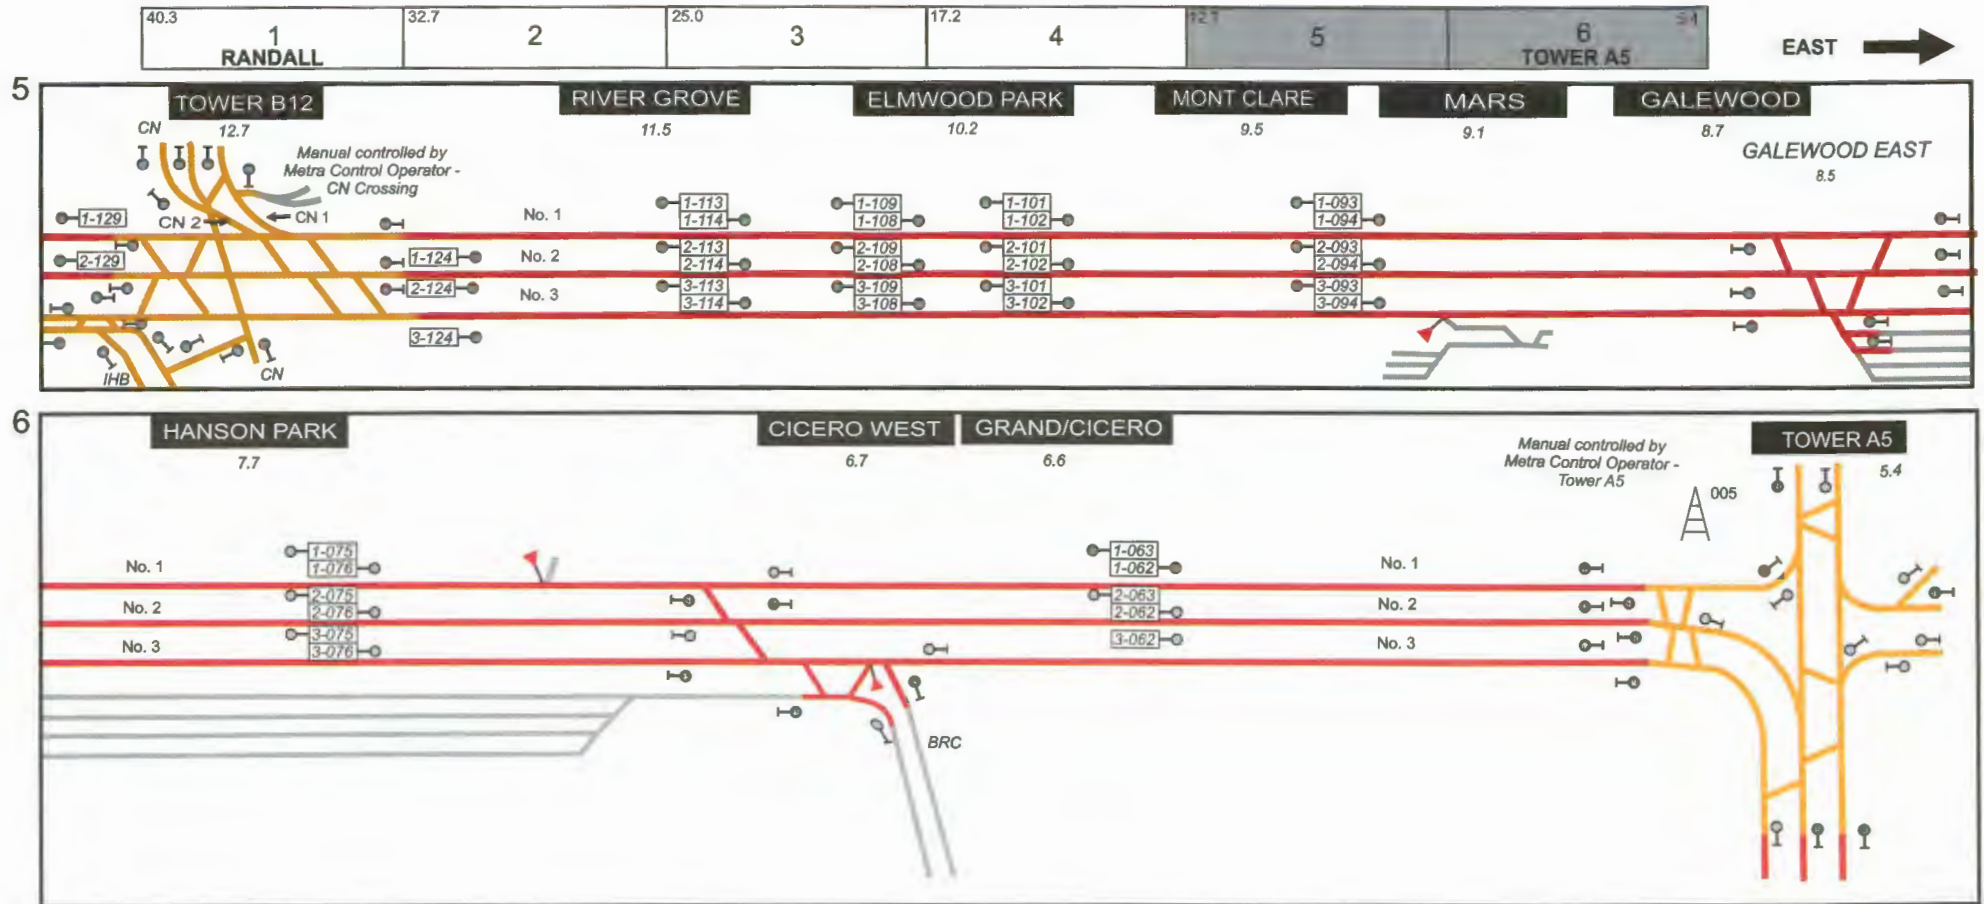 40.3 32.7 25.0 17.2 12.1 5.4
1 2 3 4 5 6
RANDALL TOWER A5
EAST
5
TOWER B12 RIVER GROVE ELMWOOD PARK MONT CLARE MARS GALEWOOD
12.7 11.5 10.2 9.5 9.1 8.7
CN
Manual controlled by
Metra Control Operator -
CN Crossing
GALEWOOD EAST
8.5
1-129 CN 2 CN 1 No. 1 1-113 1-109 1-101 1-093
1-114 1-108 1-102 1-094
2-129 1-124 No. 2 2-113 2-109 2-101 2-093
2-114 2-108 2-102 2-094
2-124 No. 3 3-113 3-109 3-101 3-093
3-114 3-108 3-102 3-094
3-124
IHB CN
6
HANSON PARK CICERO WEST GRAND/CICERO TOWER A5
7.7 6.7 6.6 5.4
Manual controlled by
Metra Control Operator -
Tower A5
005
No. 1 1-075 1-063 No. 1
1-076 1-062
No. 2 2-075 2-063 No. 2
2-076 2-062
No. 3 3-075 3-062 No. 3
3-076
BRC